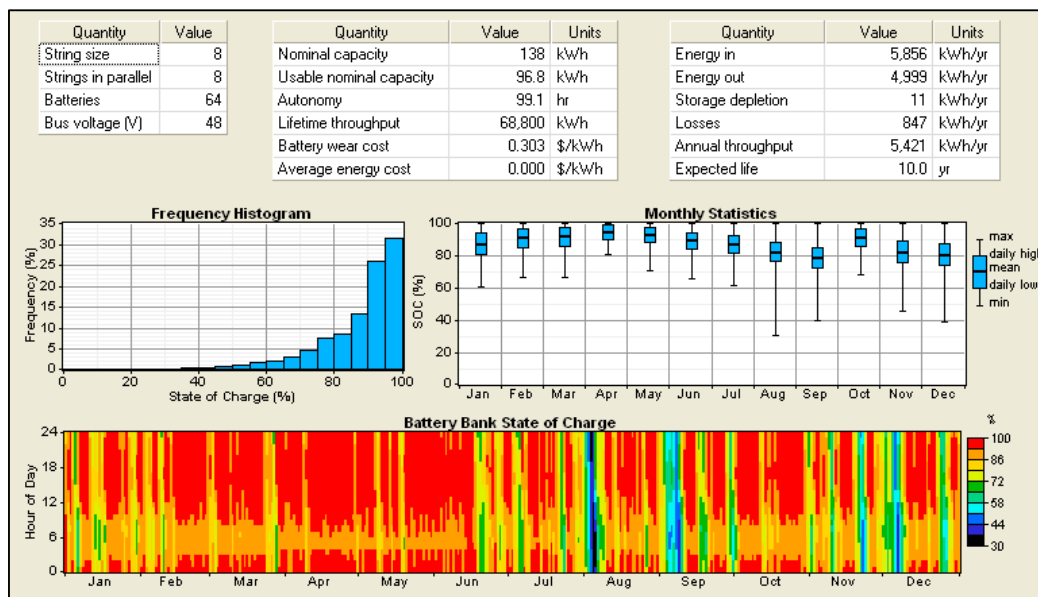 Quantity Value
String size 8
Strings in parallel 8
Batteries 64
Bus voltage (V) 48
Quantity Value Units
Nominal capacity 138 kWh
Usable nominal capacity 96.8 kWh
Autonomy 99.1 hr
Lifetime throughput 68,800 kWh
Battery wear cost 0.303 $/kWh
Average energy cost 0.000 $/kWh
Quantity Value Units
Energy in 5,856 kWh/yr
Energy out 4,999 kWh/yr
Storage depletion 11 kWh/yr
Losses 847 kWh/yr
Annual throughput 5,421 kWh/yr
Expected life 10.0 yr
Frequency Histogram
Frequency (%)
35
30
25
20
15
10
5
0
0 20 40 60 80 100
State of Charge (%)
Monthly Statistics
SOC (%)
100
80
60
40
20
0
Jan Feb Mar Apr May Jun Jul Aug Sep Oct Nov Dec
max
daily high
mean
daily low
min
Battery Bank State of Charge
Hour of Day
24
18
12
6
0
Jan Feb Mar Apr May Jun Jul Aug Sep Oct Nov Dec
%
100
86
72
58
44
30